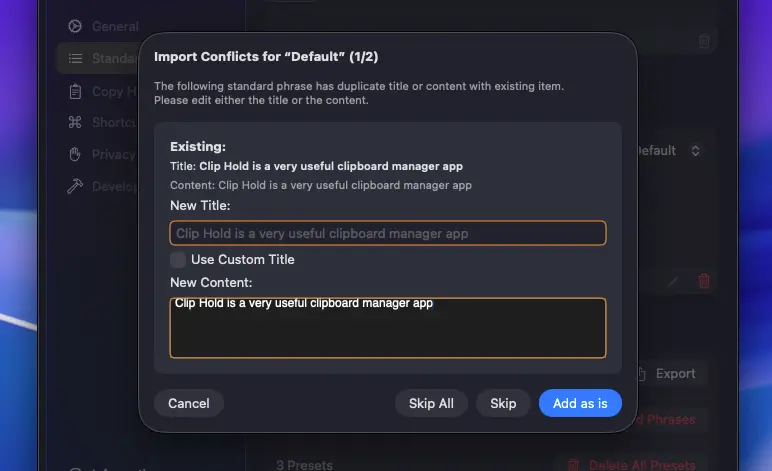 General
Import Conflicts for “Default” (1/2)
The following standard phrase has duplicate title or content with existing item.
Please edit either the title or the content.
Existing:
Title: Clip Hold is a very useful clipboard manager app
Content: Clip Hold is a very useful clipboard manager app
New Title:
Clip Hold is a very useful clipboard manager app
Use Custom Title
New Content:
Clip Hold is a very useful clipboard manager app
Cancel
Skip All
Skip
Add as is
Copy
Privacy
Default
Export
Phrases
3 Presets
Delete All Presets